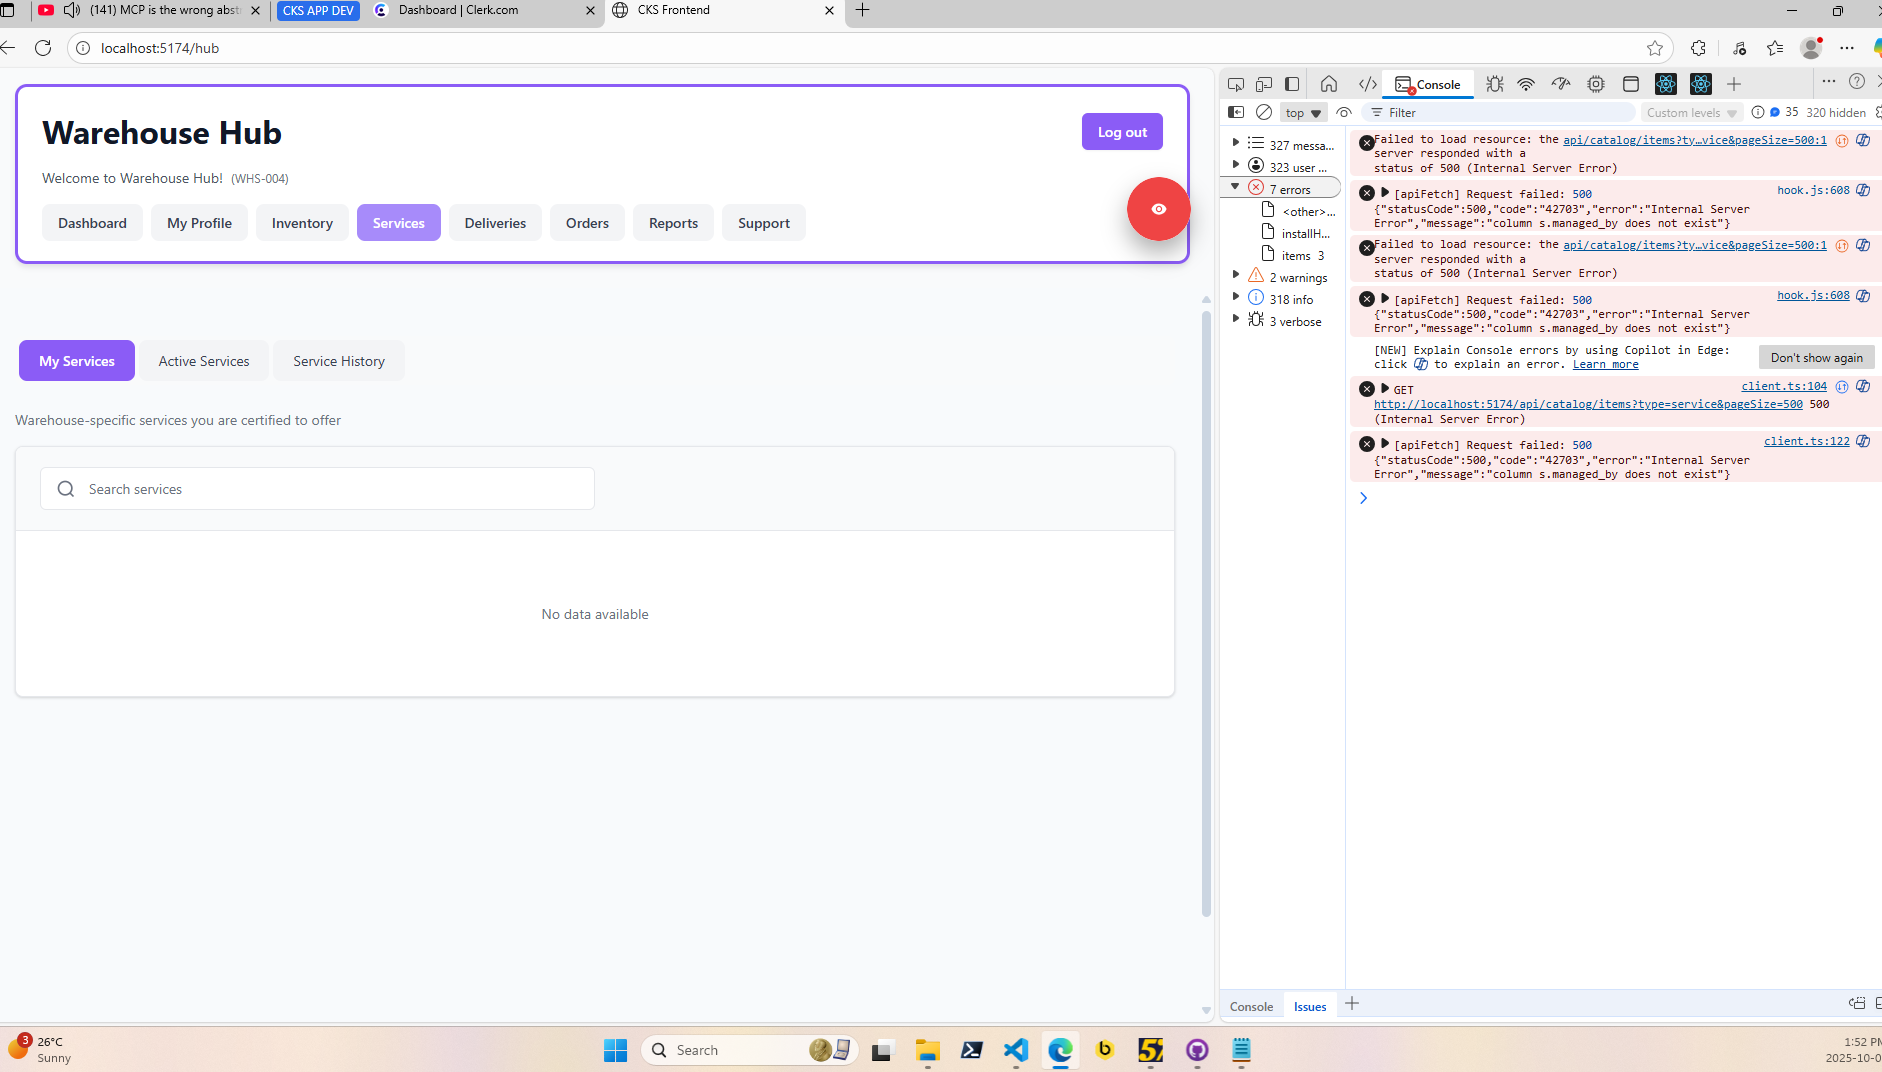 (141) MCP is the wrong abst
CKS APP DEV
Dashboard | Clerk.com
CKS Frontend
localhost:5174/hub
Warehouse Hub
Log out
Welcome to Warehouse Hub! (WHS-004)
Dashboard
My Profile
Inventory
Services
Deliveries
Orders
Reports
Support
My Services
Active Services
Service History
Warehouse-specific services you are certified to offer
Search services
No data available
Console
top
Filter
Custom levels
35
320 hidden
327 messa...
323 user ...
7 errors
<other>...
installH...
items 3
2 warnings
318 info
3 verbose
Failed to load resource: the api/catalog/items?ty…vice&pageSize=500:1
server responded with a
status of 500 (Internal Server Error)
[apiFetch] Request failed: 500 hook.js:608
{"statusCode":500,"code":"42703","error":"Internal Server
Error","message":"column s.managed_by does not exist"}
Failed to load resource: the api/catalog/items?ty…vice&pageSize=500:1
server responded with a
status of 500 (Internal Server Error)
[apiFetch] Request failed: 500 hook.js:608
{"statusCode":500,"code":"42703","error":"Internal Server
Error","message":"column s.managed_by does not exist"}
[NEW] Explain Console errors by using Copilot in Edge:
click to explain an error. Learn more
Don't show again
GET client.ts:104
http://localhost:5174/api/catalog/items?type=service&pageSize=500 500
(Internal Server Error)
[apiFetch] Request failed: 500 client.ts:122
{"statusCode":500,"code":"42703","error":"Internal Server
Error","message":"column s.managed_by does not exist"}
Console
Issues
3
26°C
Sunny
Search
1:52 PM
2025-10-0